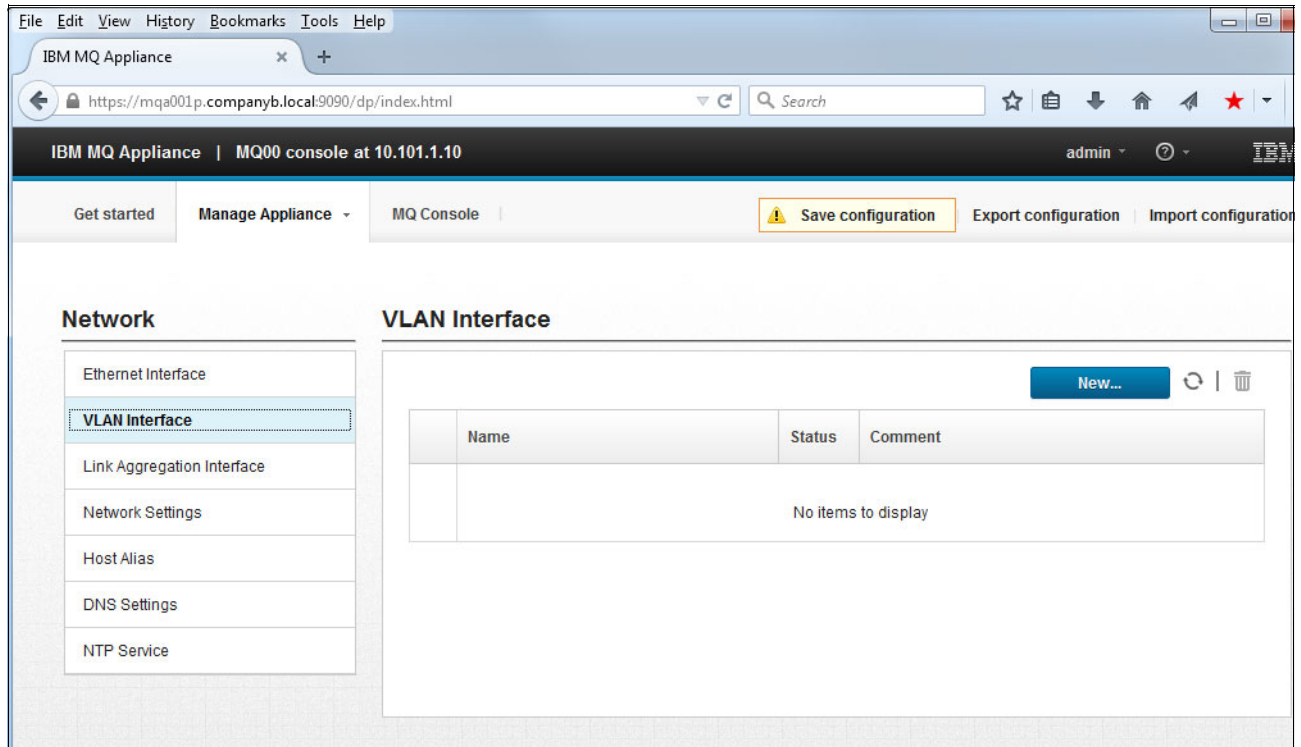 File Edit View History Bookmarks Tools Help
IBM MQ Appliance
https://mqa001p.companyb.local:9090/dp/index.html
Search
IBM MQ Appliance | MQ00 console at 10.101.1.10
admin
IBM
Get started
Manage Appliance
MQ Console
Save configuration
Export configuration
Import configuration
Network
VLAN Interface
Ethernet Interface
VLAN Interface
Link Aggregation Interface
Network Settings
Host Alias
DNS Settings
NTP Service
New...
Name Status Comment
No items to display